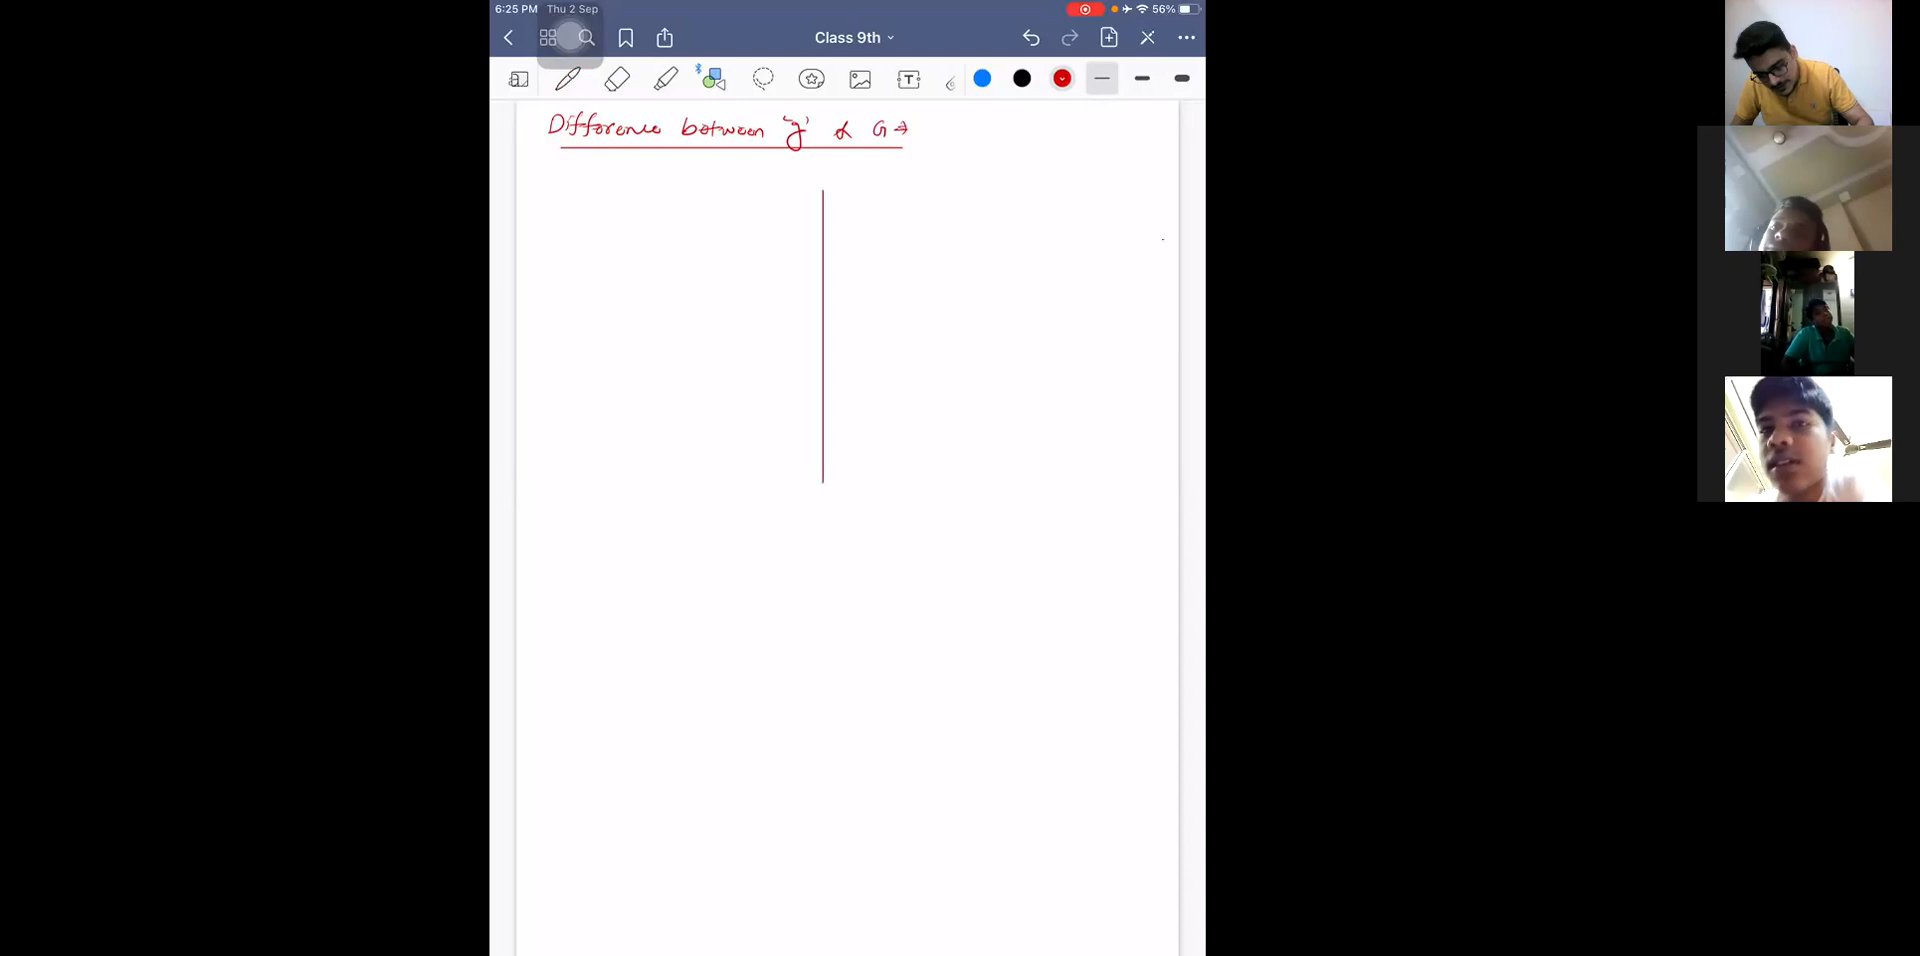 6:25 PM Thu 2 Sep 56%
Class 9th
T
Difference between 'g' & G →